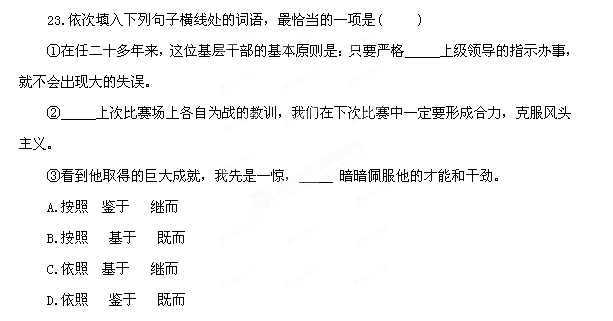 23.依次填入下列句子横线处的词语，最恰当的一项是(　　)
①在任二十多年来，这位基层干部的基本原则是：只要严格_____上级领导的指示办事，
就不会出现大的失误。
②_____上次比赛场上各自为战的教训，我们在下次比赛中一定要形成合力，克服风头
主义。
③看到他取得的巨大成就，我先是一惊，_____ 暗暗佩服他的才能和干劲。
A.按照　鉴于　继而
B.按照　基于　既而
C.依照　基于　继而
D.依照　鉴于　既而